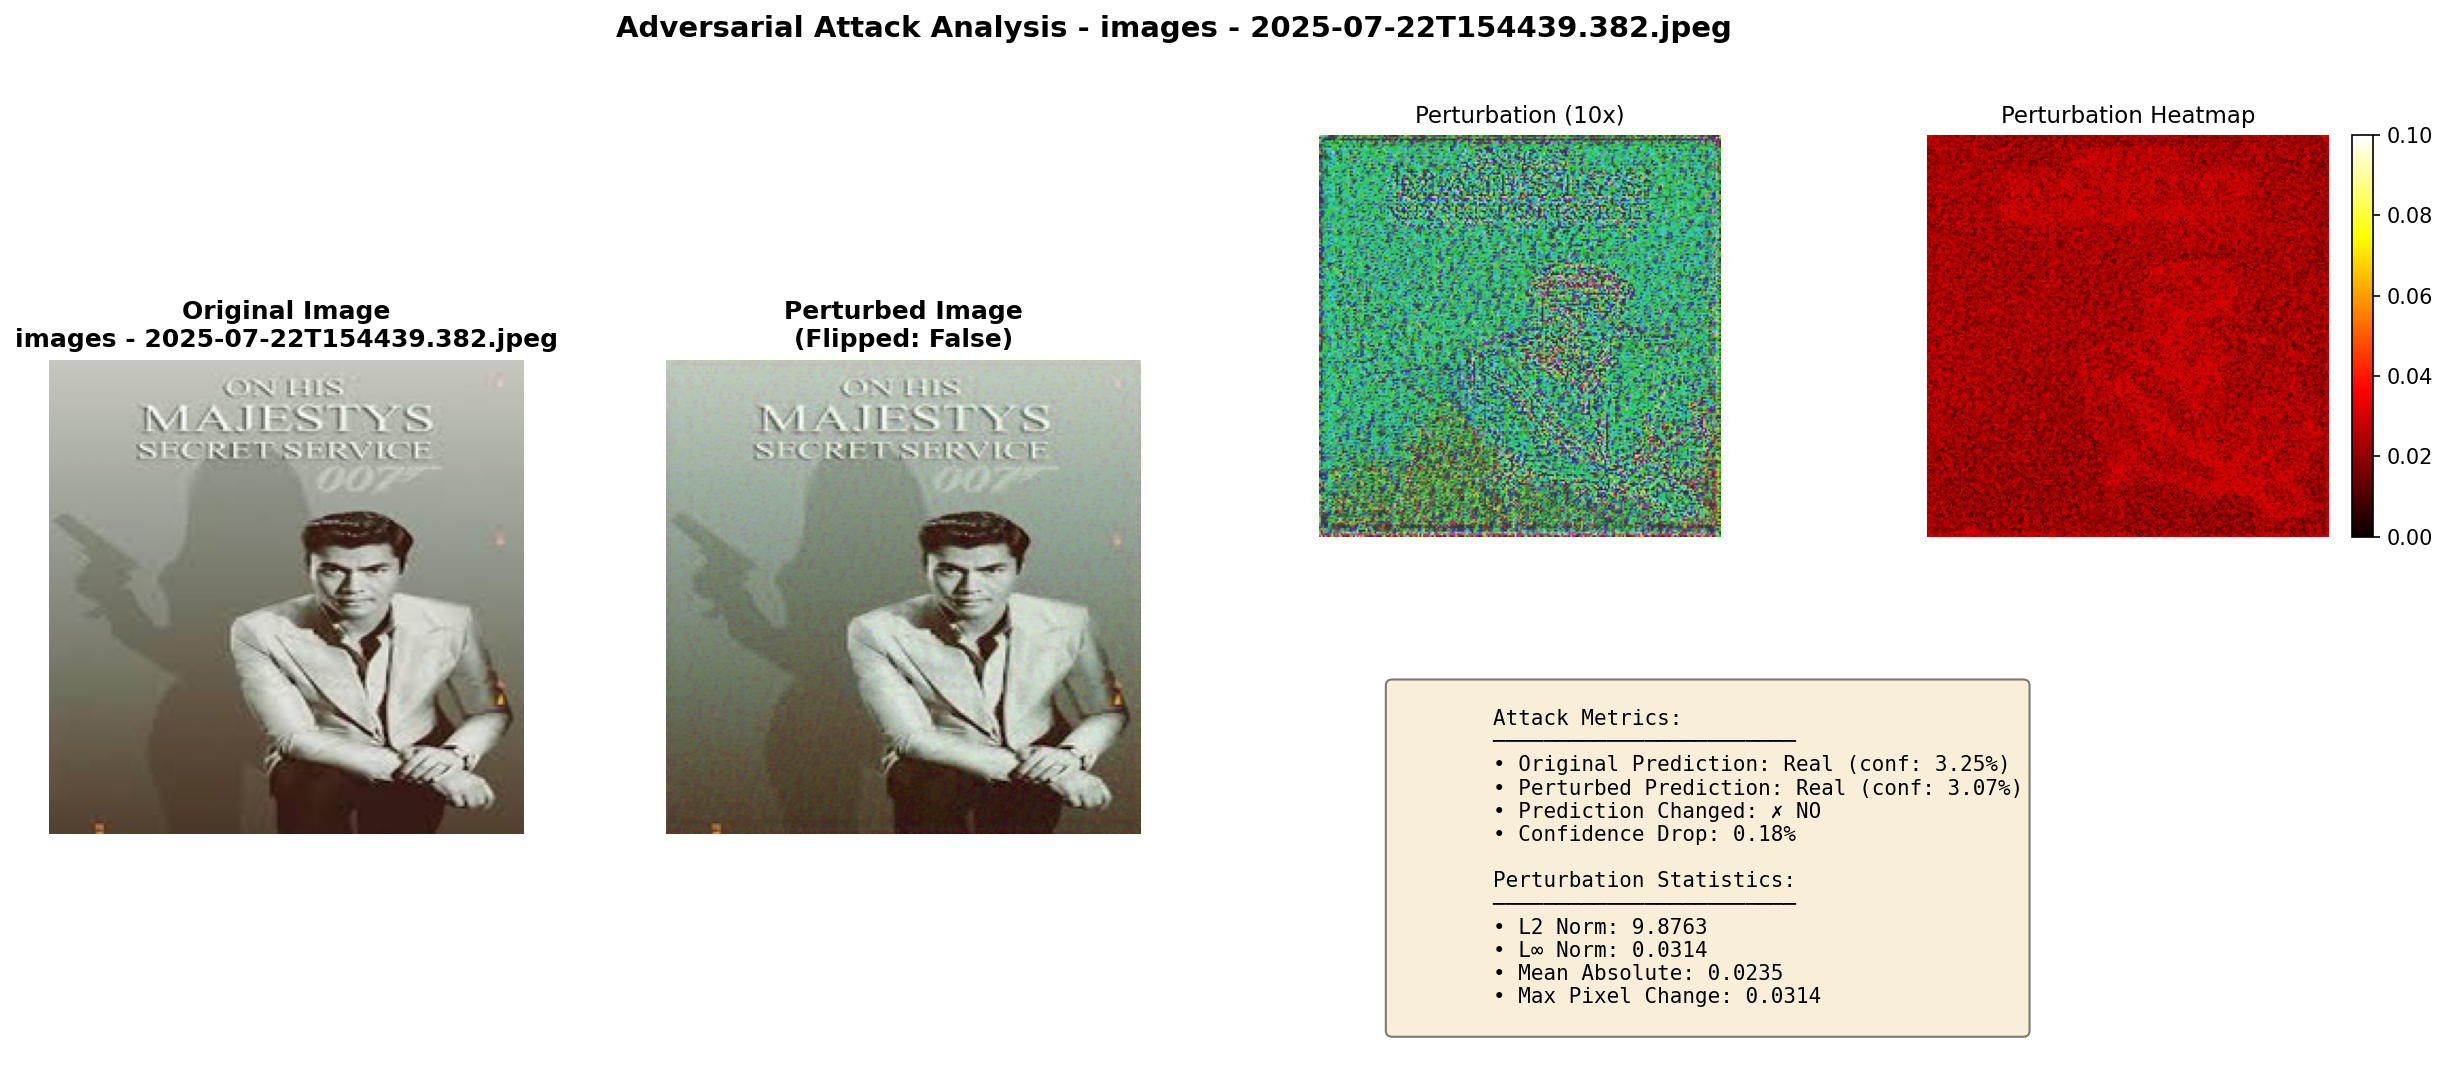 Adversarial Attack Analysis - images - 2025-07-22T154439.382.jpeg
Original Image
images - 2025-07-22T154439.382.jpeg
ON HIS
MAJESTYS
SECRET SERVICE
007
Perturbed Image
(Flipped: False)
ON HIS
MAJESTYS
SECRET SERVICE
007
Perturbation (10x)
Perturbation Heatmap
0.10
0.08
0.06
0.04
0.02
0.00
Attack Metrics:
• Original Prediction: Real (conf: 3.25%)
• Perturbed Prediction: Real (conf: 3.07%)
• Prediction Changed: ✗ NO
• Confidence Drop: 0.18%
Perturbation Statistics:
• L2 Norm: 9.8763
• L∞ Norm: 0.0314
• Mean Absolute: 0.0235
• Max Pixel Change: 0.0314